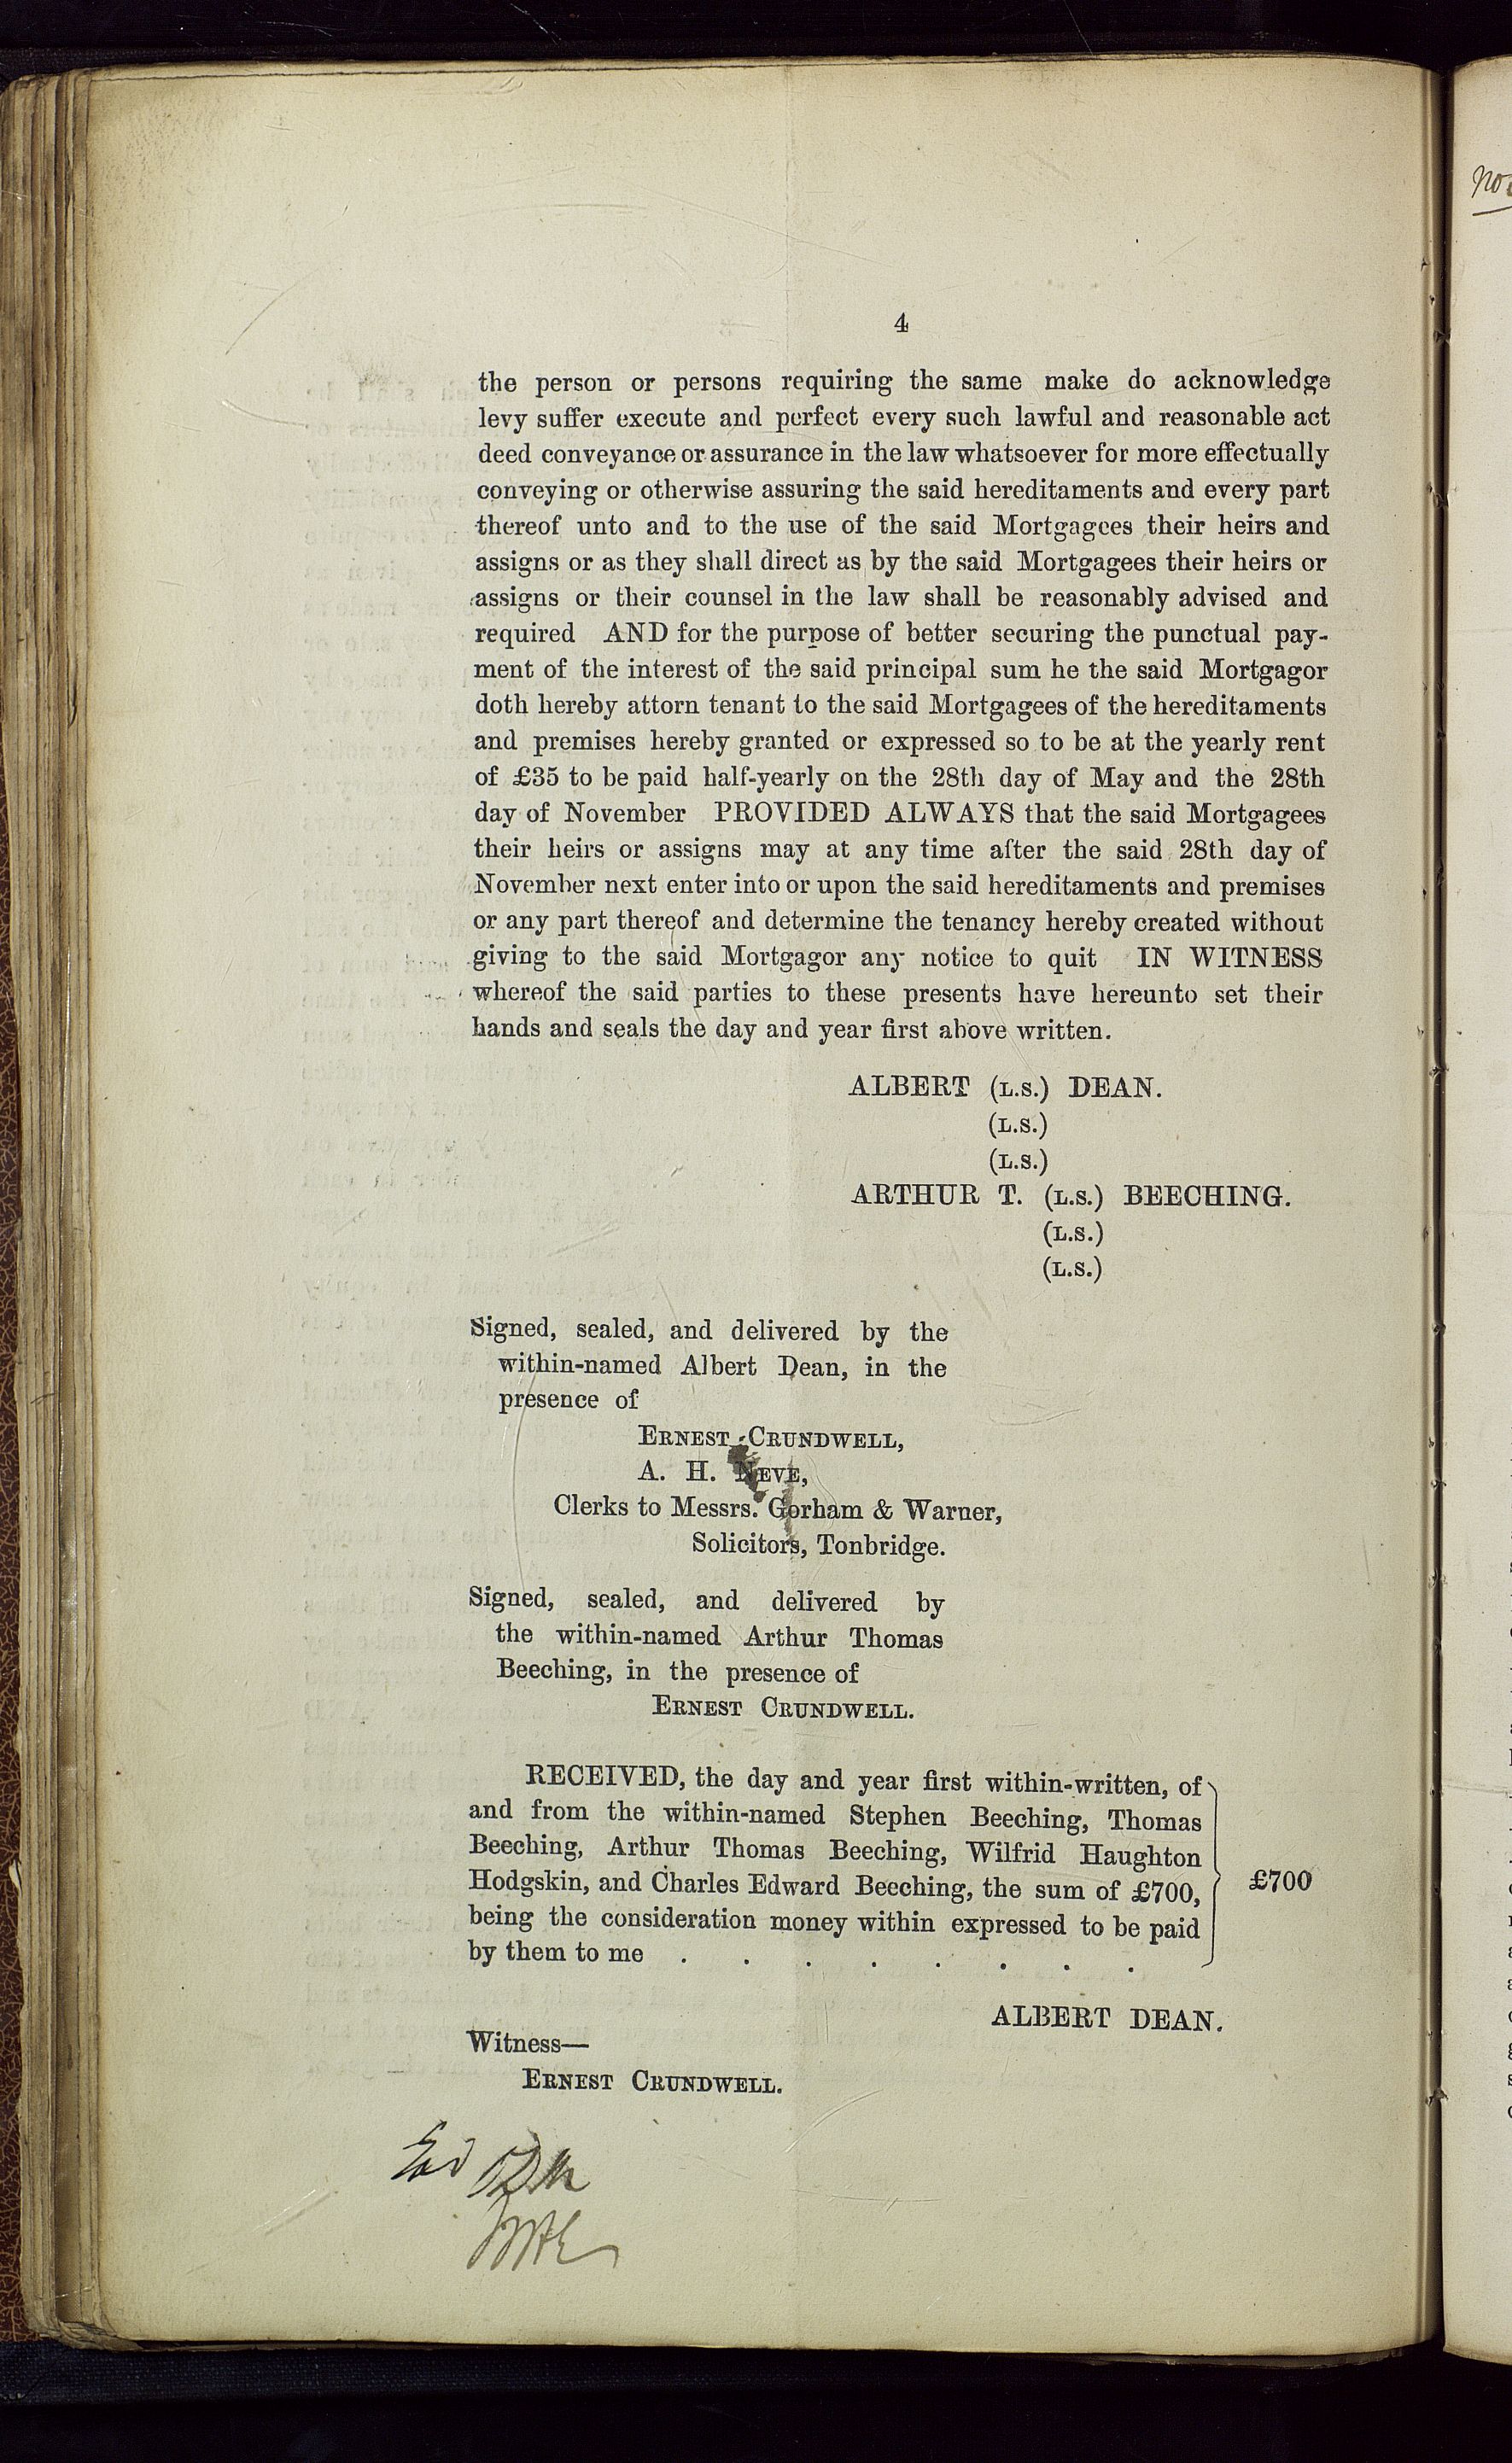 4
the person or persons requiring the same make do acknowledge
levy suffer execute and perfect every such lawful and reasonable act
deed conveyance or assurance in the law whatsoever for more effectually
conveying or otherwise assuring the said hereditaments and every part
thereof unto and to the use of the said Mortgagees their heirs and
assigns or as they shall direct as by the said Mortgagees their heirs or
assigns or their counsel in the law shall be reasonably advised and
required AND for the purpose of better securing the punctual pay-
ment of the interest of the said principal sum he the said Mortgagor
doth hereby attorn tenant to the said Mortgagees of the hereditaments
and premises hereby granted or expressed so to be at the yearly rent
of £35 to be paid half-yearly on the 28th day of May and the 28th
day of November PROVIDED ALWAYS that the said Mortgagees
their heirs or assigns may at any time after the said 28th day of
November next enter into or upon the said hereditaments and premises
or any part thereof and determine the tenancy hereby created without
giving to the said Mortgagor any notice to quit IN WITNESS
whereof the said parties to these presents have hereunto set their
hands and seals the day and year first above written.
ALBERT (L.S.) DEAN.
(L.S.)
(L.S.)
ARTHUR T. (L.S.) BEECHING.
(L.S.)
(L.S.)
Signed, sealed, and delivered by the
within-named Albert Dean, in the
presence of
ERNEST CRUNDWELL,
A. H. NEVE,
Clerks to Messrs. Gorham & Warner,
Solicitors, Tonbridge.
Signed, sealed, and delivered by
the within-named Arthur Thomas
Beeching, in the presence of
ERNEST CRUNDWELL.
RECEIVED, the day and year first within-written, of
and from the within-named Stephen Beeching, Thomas
Beeching, Arthur Thomas Beeching, Wilfrid Haughton
Hodgskin, and Charles Edward Beeching, the sum of £700,
being the consideration money within expressed to be paid
by them to me . . . . . . . .
£700
ALBERT DEAN.
Witness—
ERNEST CRUNDWELL.